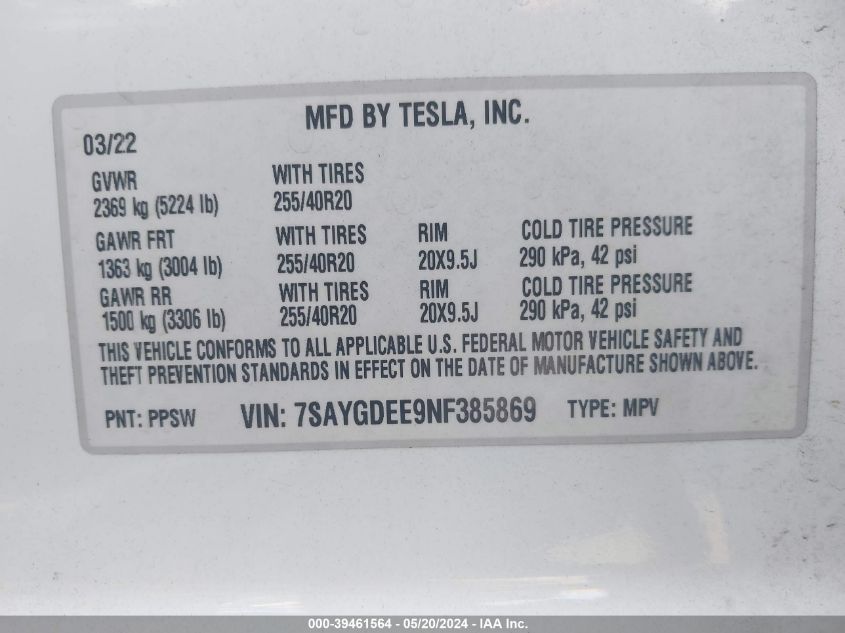 MFD BY TESLA, INC.
03/22
GVWR WITH TIRES
2369 kg (5224 lb) 255/40R20
GAWR FRT WITH TIRES RIM COLD TIRE PRESSURE
1363 kg (3004 lb) 255/40R20 20X9.5J 290 kPa, 42 psi
GAWR RR WITH TIRES RIM COLD TIRE PRESSURE
1500 kg (3306 lb) 255/40R20 20X9.5J 290 kPa, 42 psi
THIS VEHICLE CONFORMS TO ALL APPLICABLE U.S. FEDERAL MOTOR VEHICLE SAFETY AND
THEFT PREVENTION STANDARDS IN EFFECT ON THE DATE OF MANUFACTURE SHOWN ABOVE.
PNT: PPSW VIN: 7SAYGDEE9NF385869 TYPE: MPV
000-39461564 - 05/20/2024 - IAA Inc.